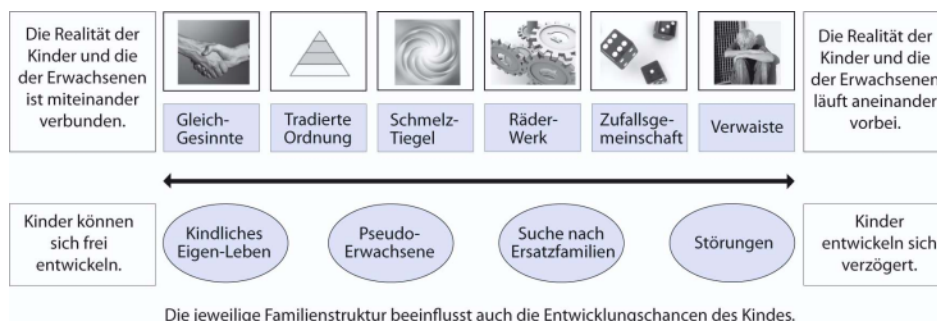 Die Realität der
Kinder und die
der Erwachsenen
ist miteinander
verbunden.
Gleich-
Gesinnte
Tradierte
Ordnung
Schmelz-
Tiegel
Räder-
Werk
Zufallsge-
meinschaft
Verwaiste
Die Realität der
Kinder und die
der Erwachsenen
läuft aneinander
vorbei.
Kinder können
sich frei
entwickeln.
Kindliches
Eigen-Leben
Pseudo-
Erwachsene
Suche nach
Ersatzfamilien
Störungen
Kinder
entwickeln sich
verzögert.
Die jeweilige Familienstruktur beeinflusst auch die Entwicklungschancen des Kindes.